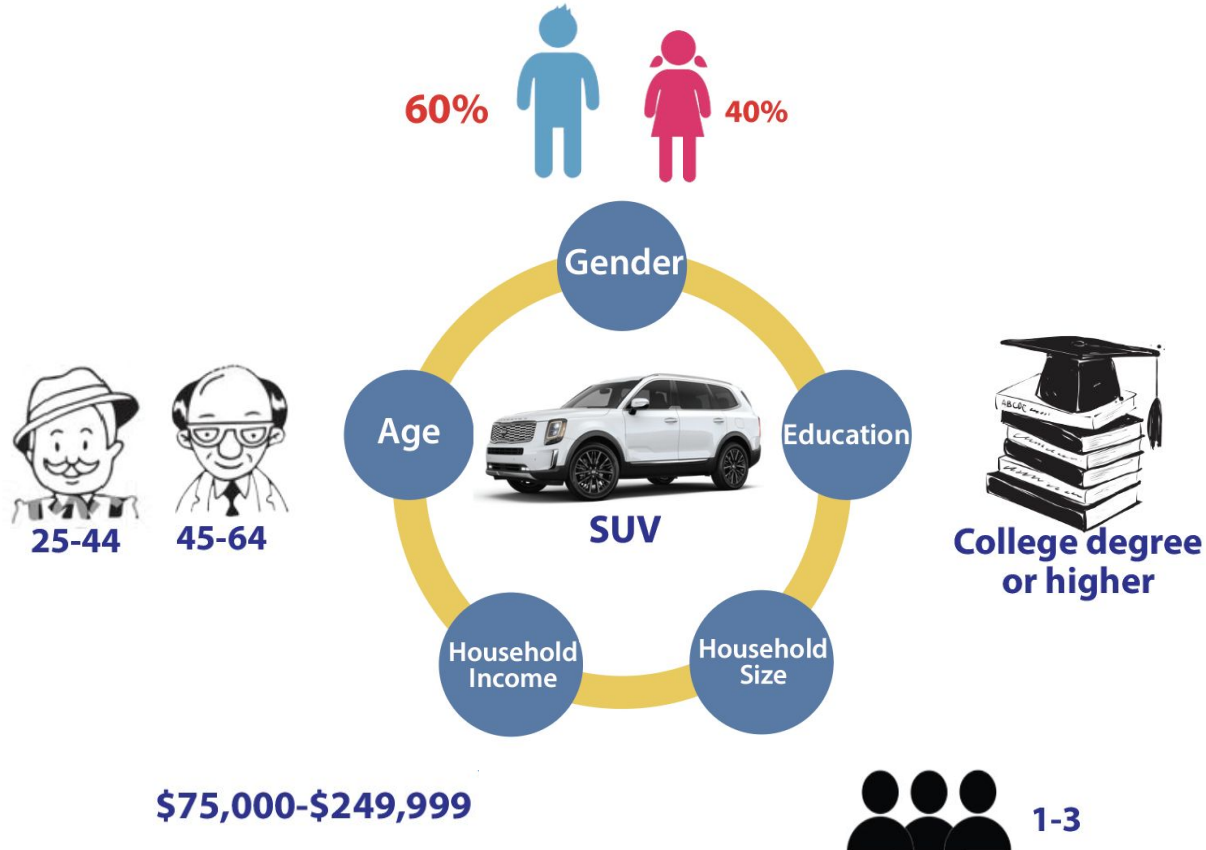 60%
40%
Gender
Age
Education
SUV
25-44
45-64
College degree
or higher
Household
Income
Household
Size
$75,000-$249,999
1-3